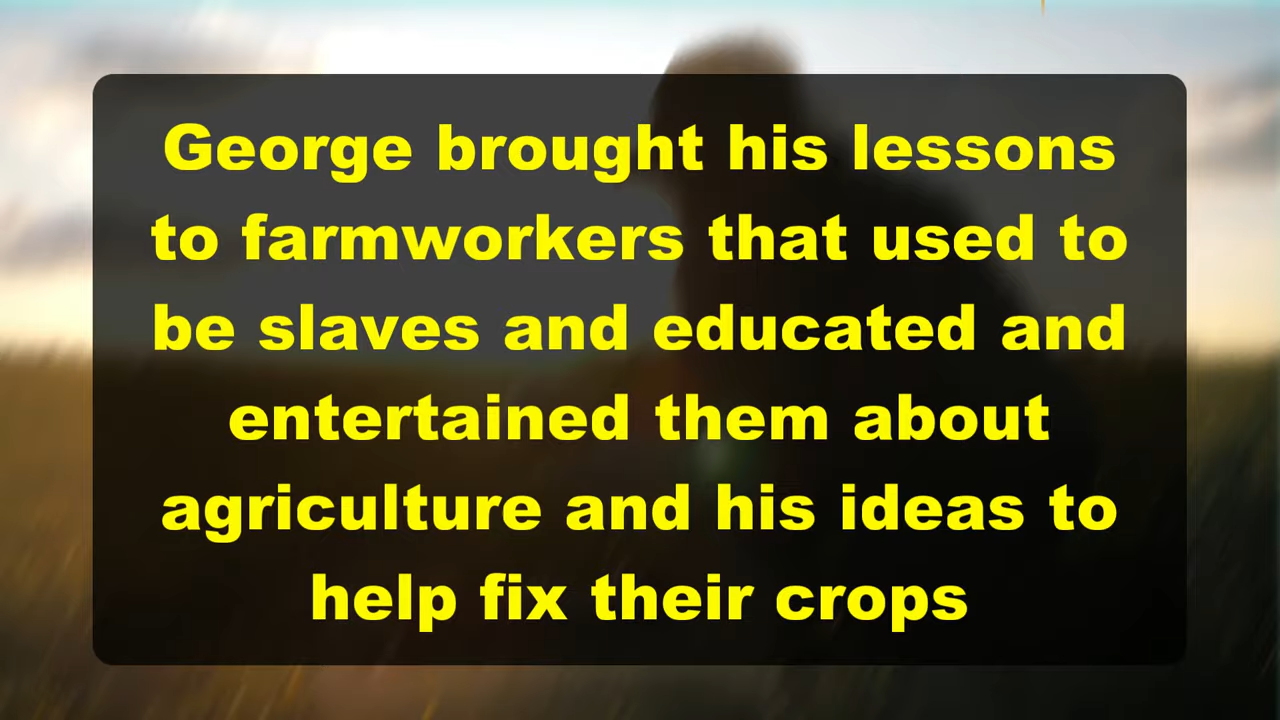 George brought his lessons
to farmworkers that used to
be slaves and educated and
entertained them about
agriculture and his ideas to
help fix their crops